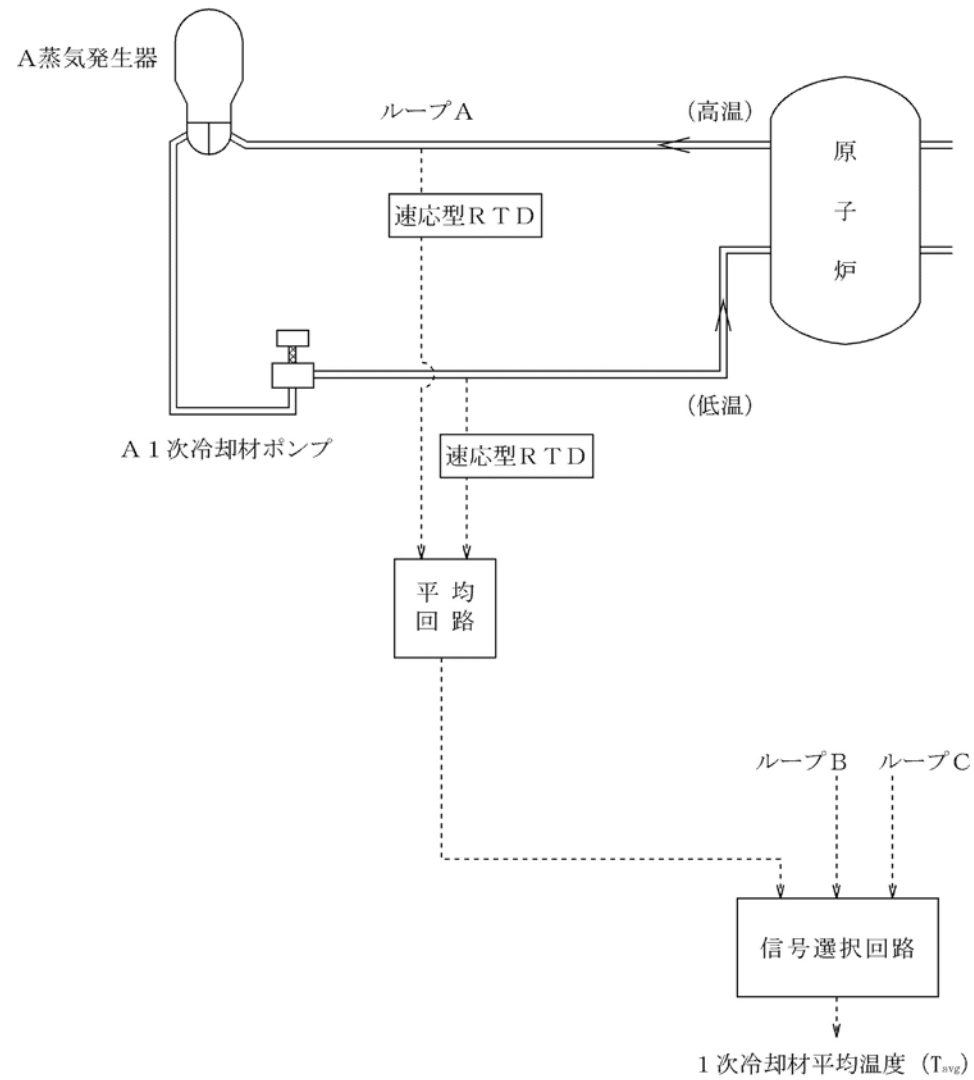 A蒸気発生器
ループA
(高温)
原
子
炉
速応型RTD
(低温)
A1次冷却材ポンプ
速応型RTD
平均
回路
ループB
ループC
信号選択回路
1次冷却材平均温度 (Tavg)